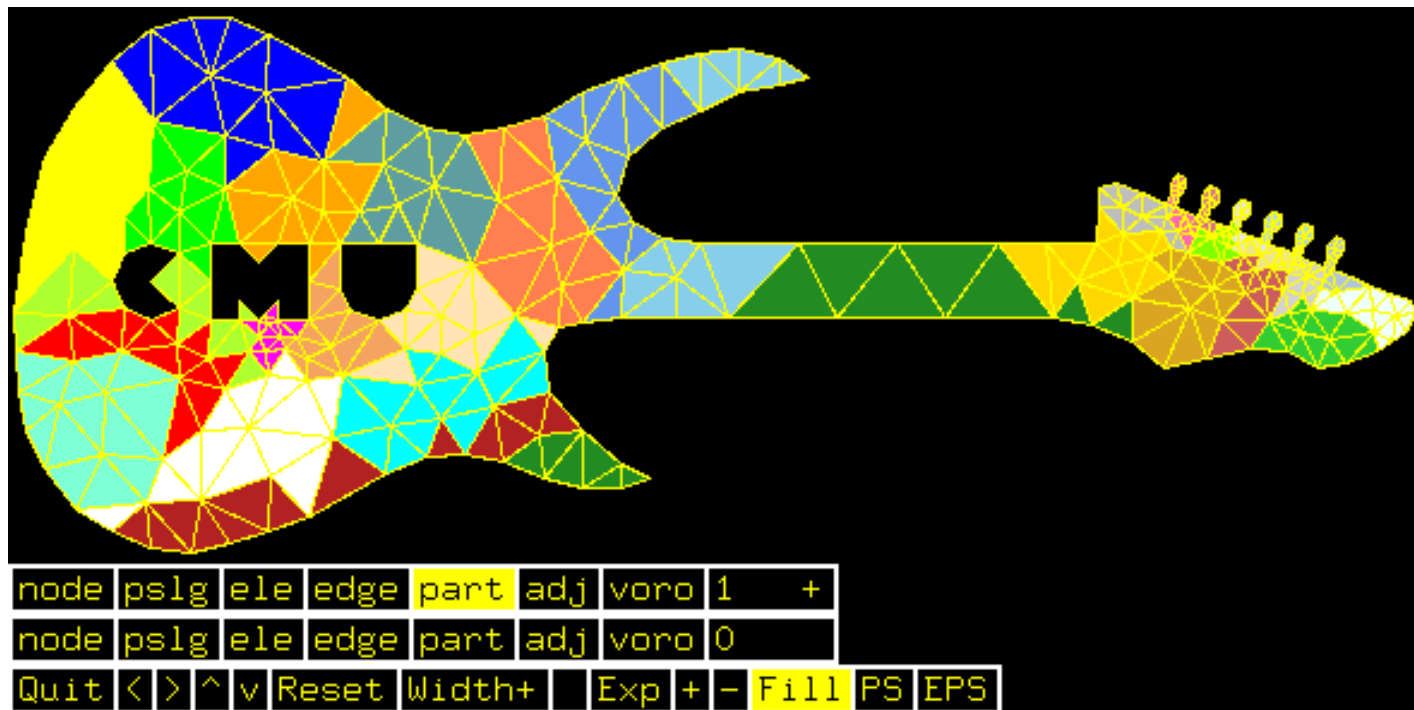 CMU
node pslg ele edge part adj voro 1 +
node pslg ele edge part adj voro 0
Quit < > ^ v Reset Width+ Exp + - Fill PS EPS